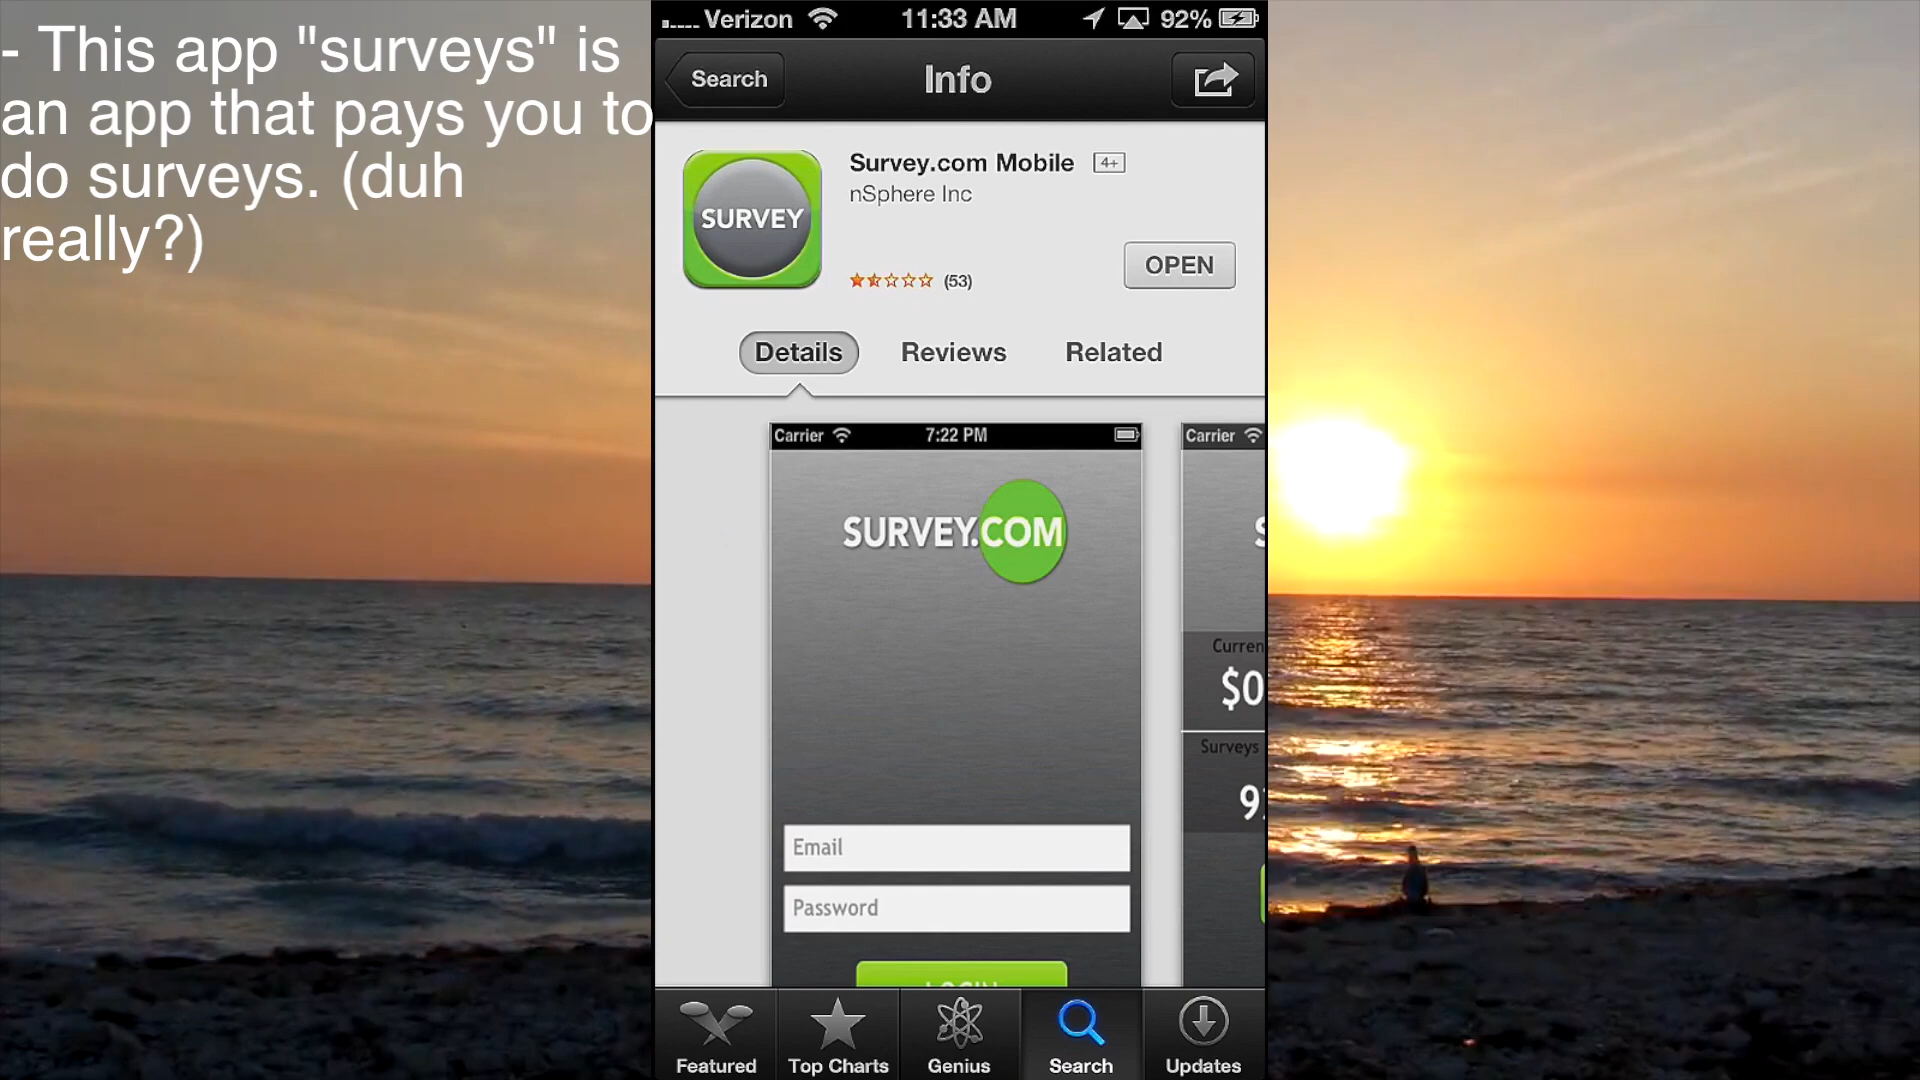 - This app "surveys" is
an app that pays you to
do surveys. (duh
really?)
Verizon 11:33 AM 92%
Search Info
Survey.com Mobile 4+
nSphere Inc
SURVEY
(53) OPEN
Details Reviews Related
Carrier 7:22 PM
Carrier
SURVEY.COM
Curren
$0
Surveys
Email
Password
LOGIN
Featured Top Charts Genius Search Updates